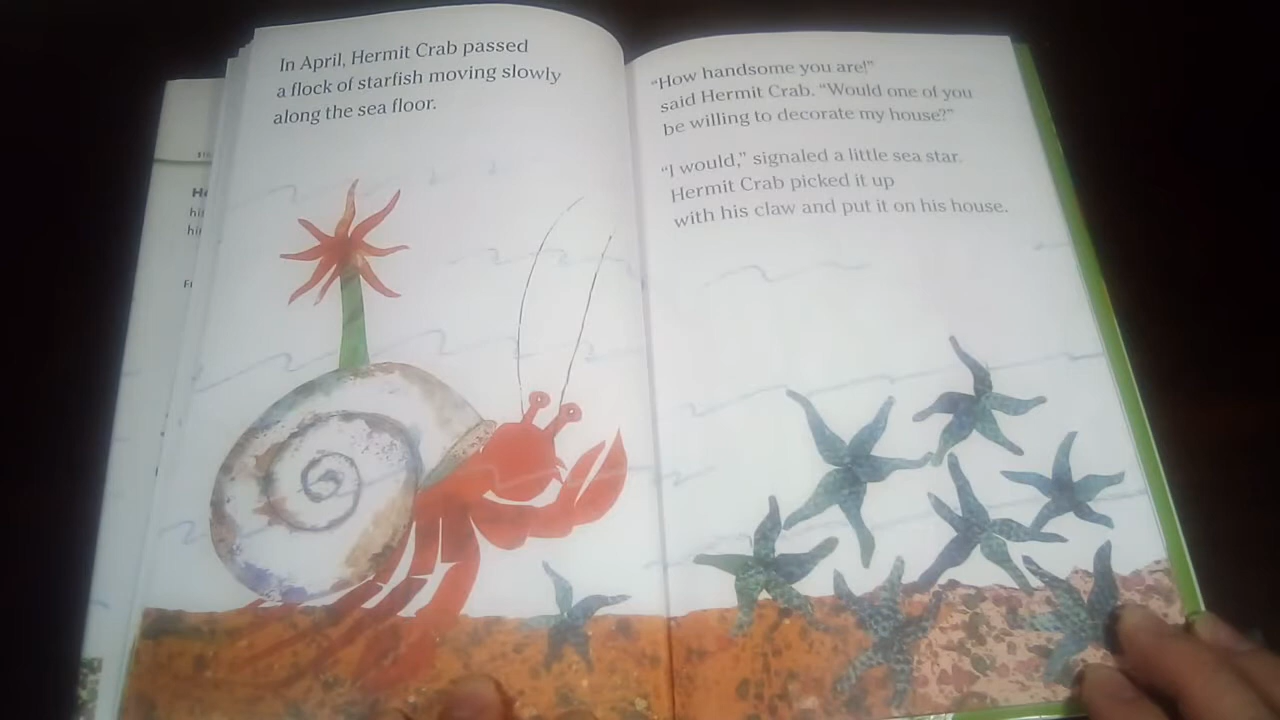 In April, Hermit Crab passed
a flock of starfish moving slowly
along the sea floor.
"How handsome you are!"
said Hermit Crab. "Would one of you
be willing to decorate my house?"
"I would," signaled a little sea star.
Hermit Crab picked it up
with his claw and put it on his house.